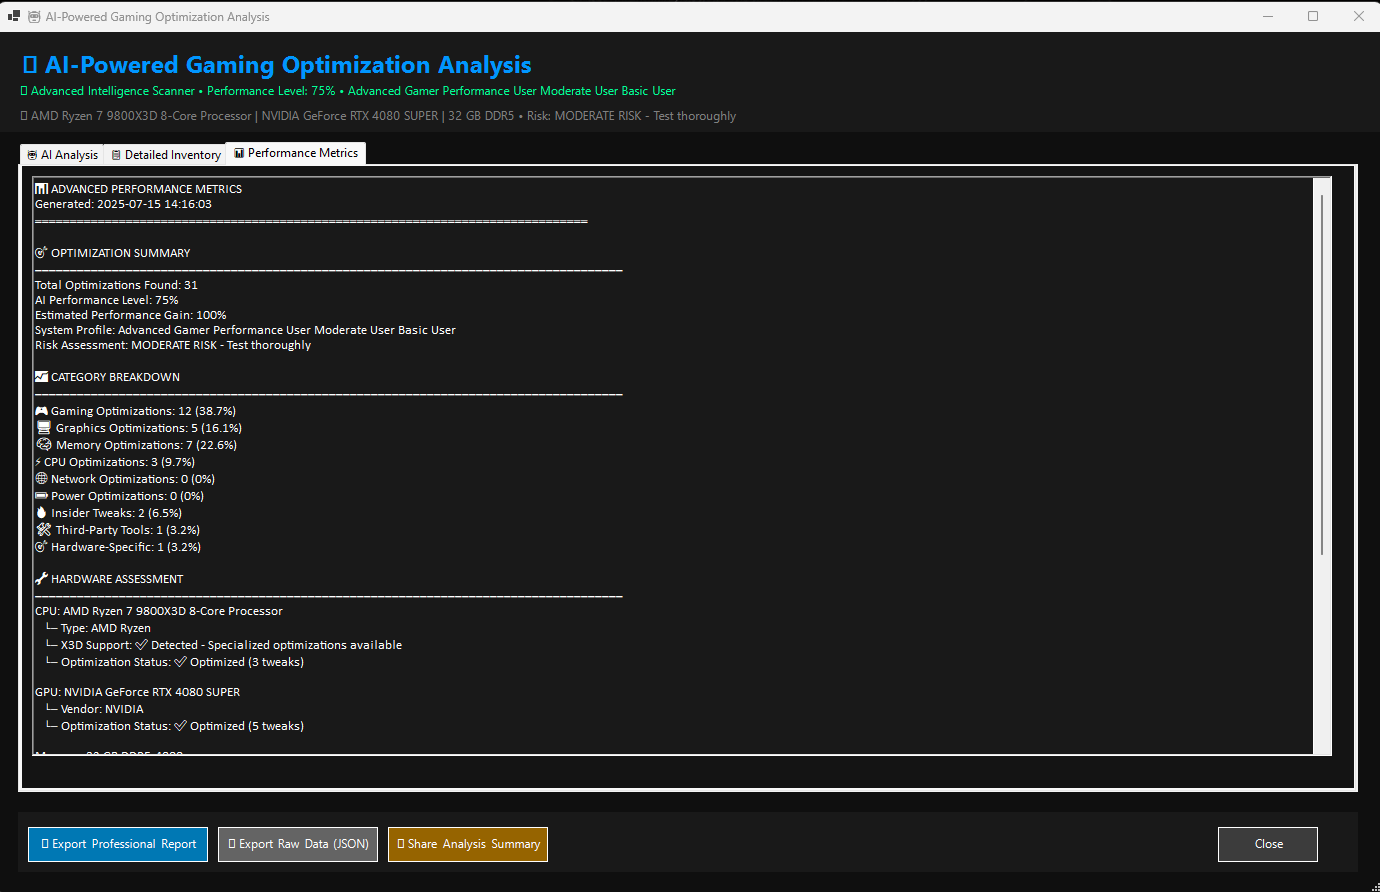 AI-Powered Gaming Optimization Analysis
AI-Powered Gaming Optimization Analysis
Advanced Intelligence Scanner • Performance Level: 75% • Advanced Gamer Performance User Moderate User Basic User
AMD Ryzen 7 9800X3D 8-Core Processor | NVIDIA GeForce RTX 4080 SUPER | 32 GB DDR5 • Risk: MODERATE RISK - Test thoroughly
AI Analysis
Detailed Inventory
Performance Metrics
ADVANCED PERFORMANCE METRICS
Generated: 2025-07-15 14:16:03
OPTIMIZATION SUMMARY
Total Optimizations Found: 31
AI Performance Level: 75%
Estimated Performance Gain: 100%
System Profile: Advanced Gamer Performance User Moderate User Basic User
Risk Assessment: MODERATE RISK - Test thoroughly
CATEGORY BREAKDOWN
Gaming Optimizations: 12 (38.7%)
Graphics Optimizations: 5 (16.1%)
Memory Optimizations: 7 (22.6%)
CPU Optimizations: 3 (9.7%)
Network Optimizations: 0 (0%)
Power Optimizations: 0 (0%)
Insider Tweaks: 2 (6.5%)
Third-Party Tools: 1 (3.2%)
Hardware-Specific: 1 (3.2%)
HARDWARE ASSESSMENT
CPU: AMD Ryzen 7 9800X3D 8-Core Processor
└─ Type: AMD Ryzen
└─ X3D Support: ✅ Detected - Specialized optimizations available
└─ Optimization Status: ✅ Optimized (3 tweaks)
GPU: NVIDIA GeForce RTX 4080 SUPER
└─ Vendor: NVIDIA
└─ Optimization Status: ✅ Optimized (5 tweaks)
Export Professional Report
Export Raw Data (JSON)
Share Analysis Summary
Close